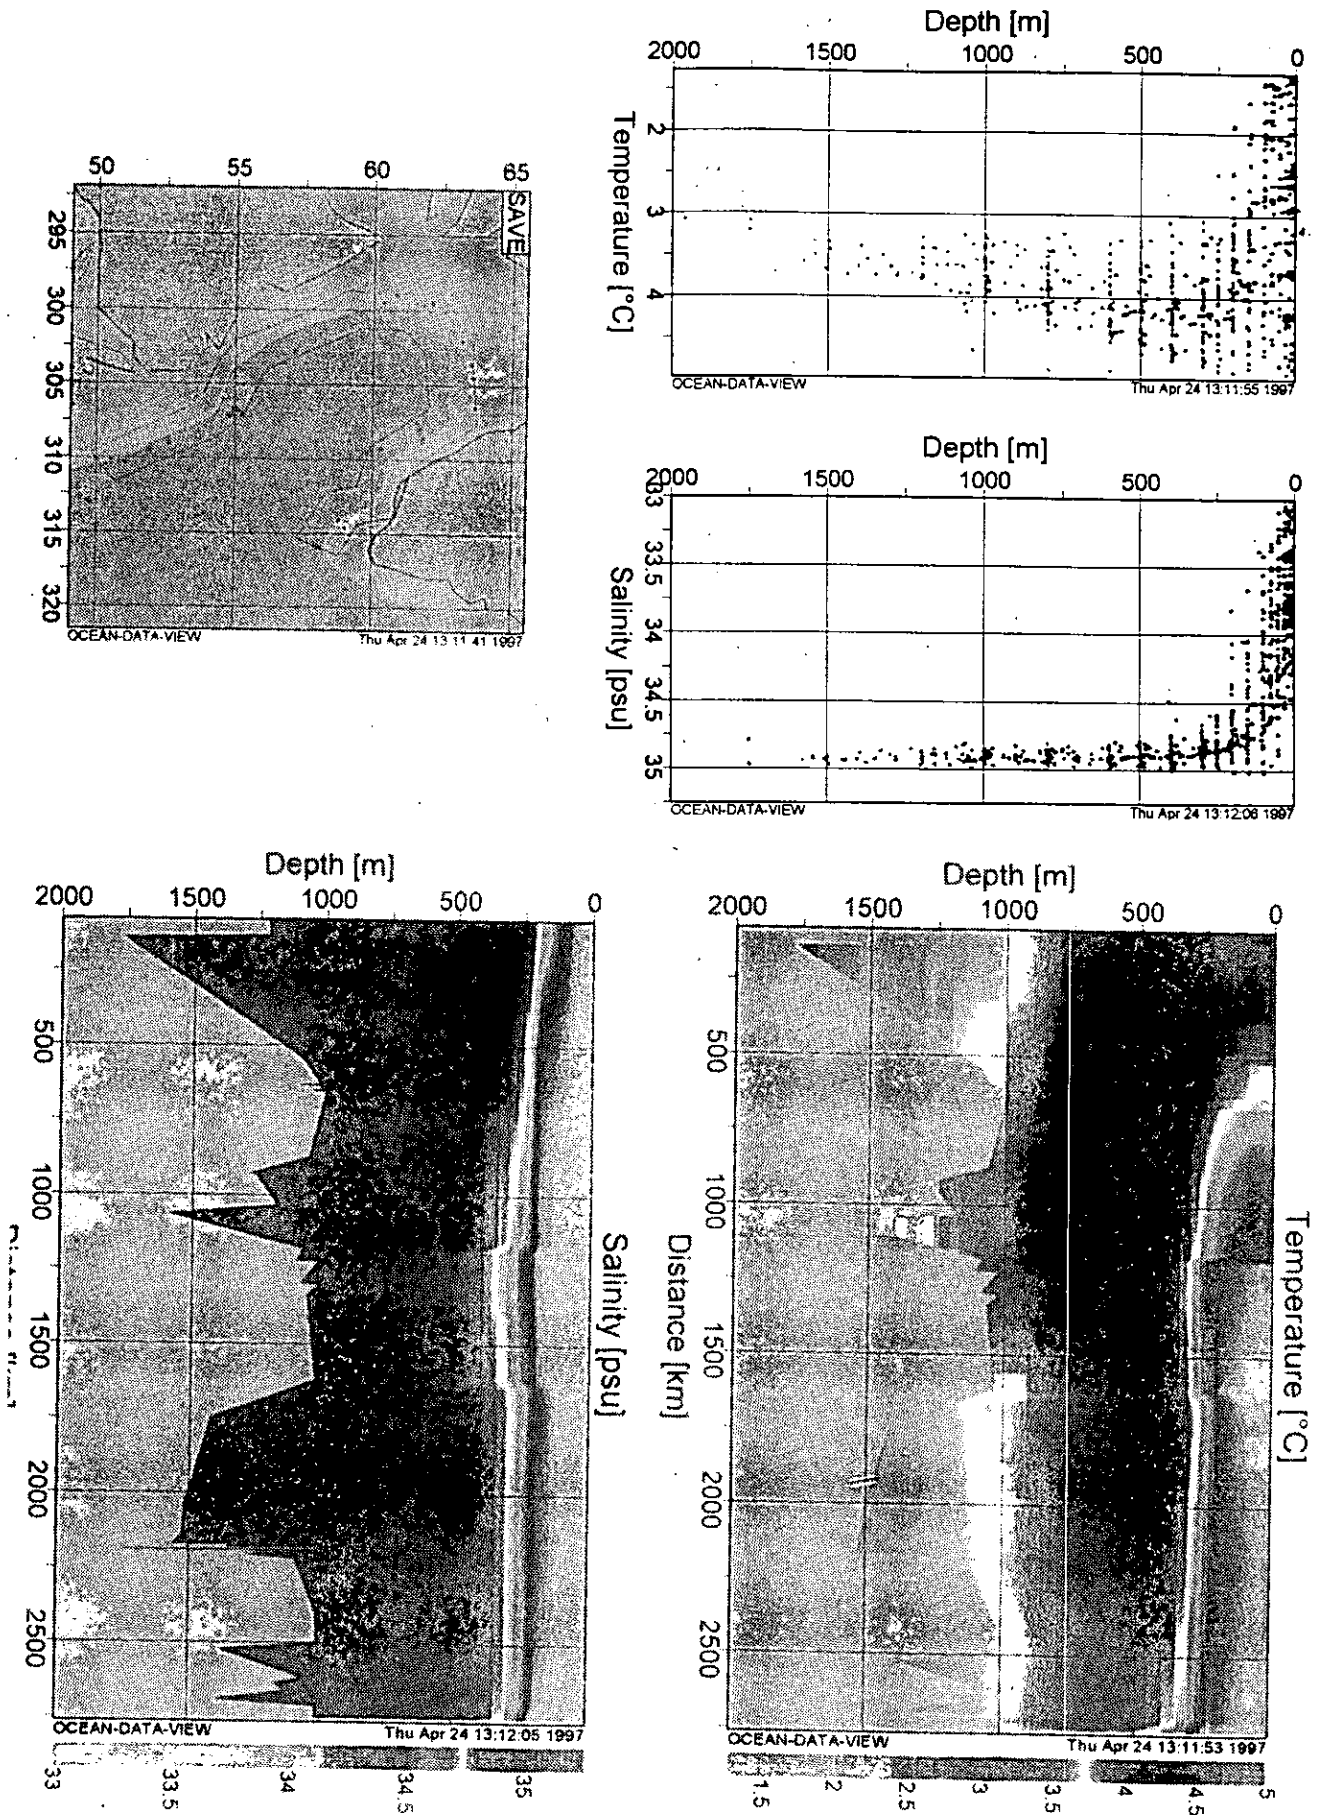 Depth [m]
2000 1500 1000 500 0
2
3
4
Temperature [°C]
OCEAN-DATA-VIEW
Thu Apr 24 13:11:55 1997
Depth [m]
2000 1500 1000 500 0
33
33.5
34
34.5
35
Salinity [psu]
OCEAN-DATA-VIEW
Thu Apr 24 13:12:06 1997
50 55 60 65
SAVE
295
300
305
310
315
320
OCEAN-DATA-VIEW
Thu Apr 24 13:11:41 1997
Temperature [°C]
Depth [m]
2000 1500 1000 500 0
500
1000
1500
2000
2500
Distance [km]
OCEAN-DATA-VIEW
Thu Apr 24 13:11:53 1997
1.5
2
2.5
3
3.5
4
4.5
5
Salinity [psu]
Depth [m]
2000 1500 1000 500 0
500
1000
1500
2000
2500
OCEAN-DATA-VIEW
Thu Apr 24 13:12:05 1997
33
33.5
34
34.5
35